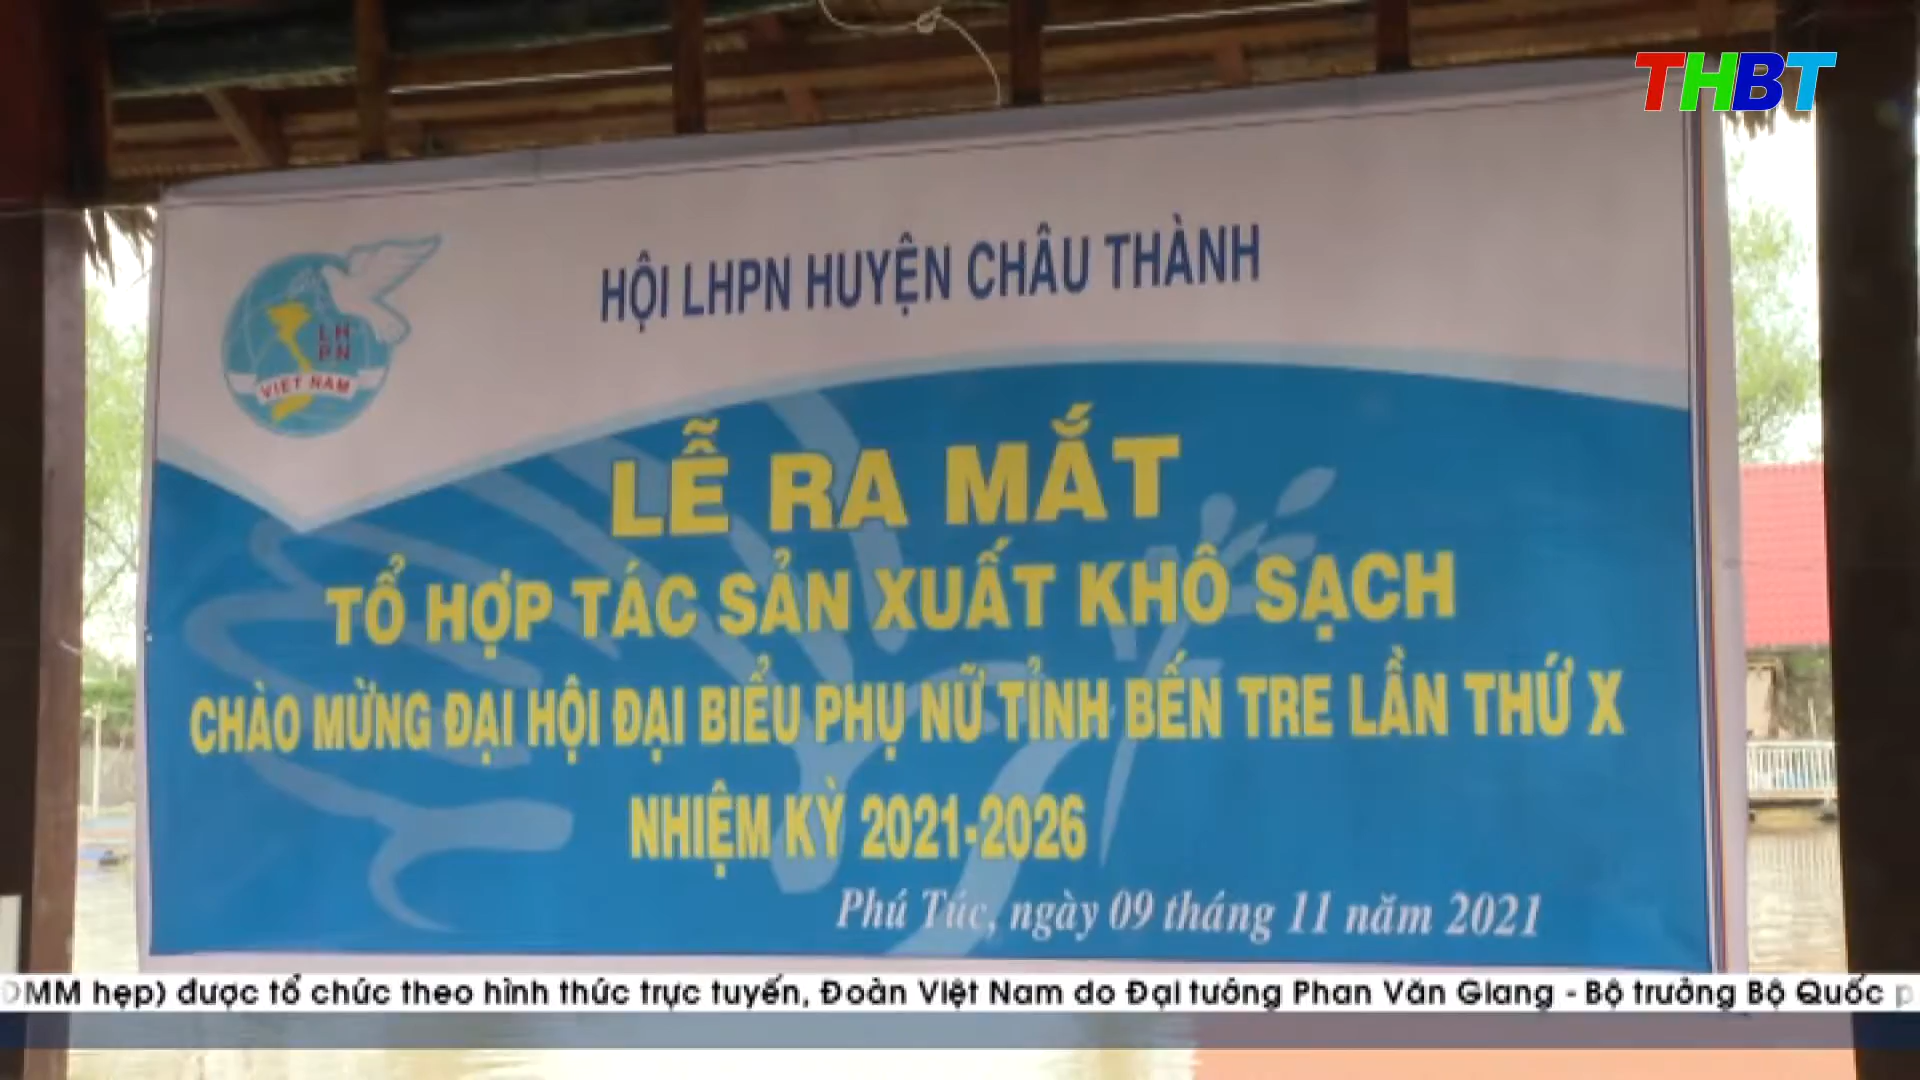 THBT
HỘI LHPN HUYỆN CHÂU THÀNH
LH
PN
VIỆT NAM
LỄ RA MẮT
TỔ HỢP TÁC SẢN XUẤT KHÔ SẠCH
CHÀO MỪNG ĐẠI HỘI ĐẠI BIỂU PHỤ NỮ TỈNH BẾN TRE LẦN THỨ X
NHIỆM KỲ 2021-2026
Phú Túc, ngày 09 tháng 11 năm 2021
DMM hẹp) được tổ chức theo hình thức trực tuyến, Đoàn Việt Nam do Đại tướng Phan Văn Giang - Bộ trưởng Bộ Quốc